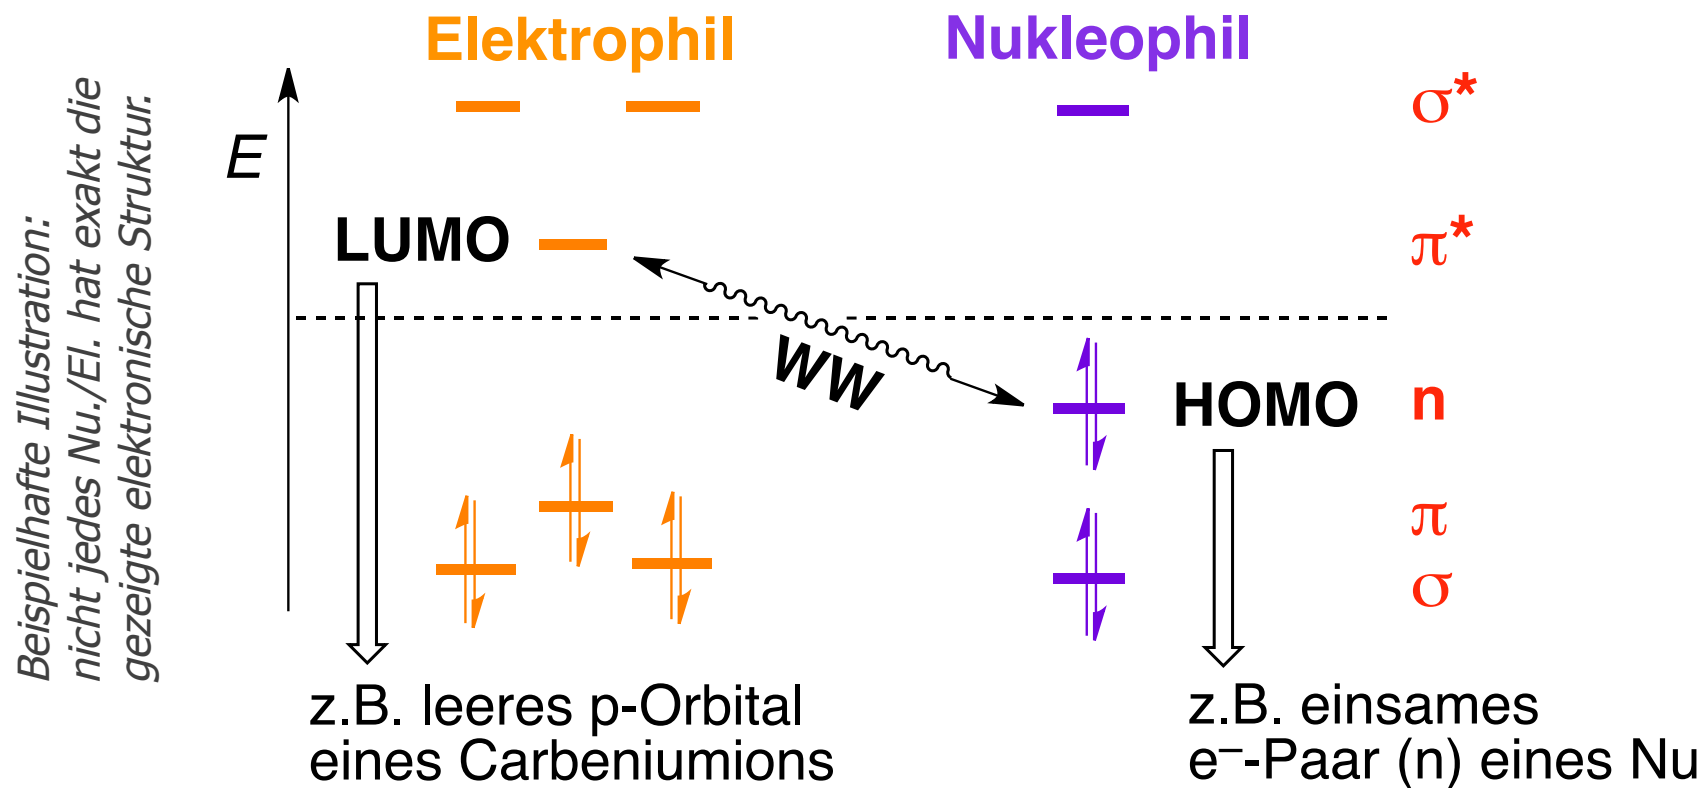 Elektrophil
Nukleophil
σ*
E
LUMO
π*
WW
HOMO
n
π
σ
z.B. leeres p-Orbital
eines Carbeniumions
z.B. einsames
e⁻-Paar (n) eines Nu
Beispielhafte Illustration:
nicht jedes Nu./El. hat exakt die
gezeigte elektronische Struktur.